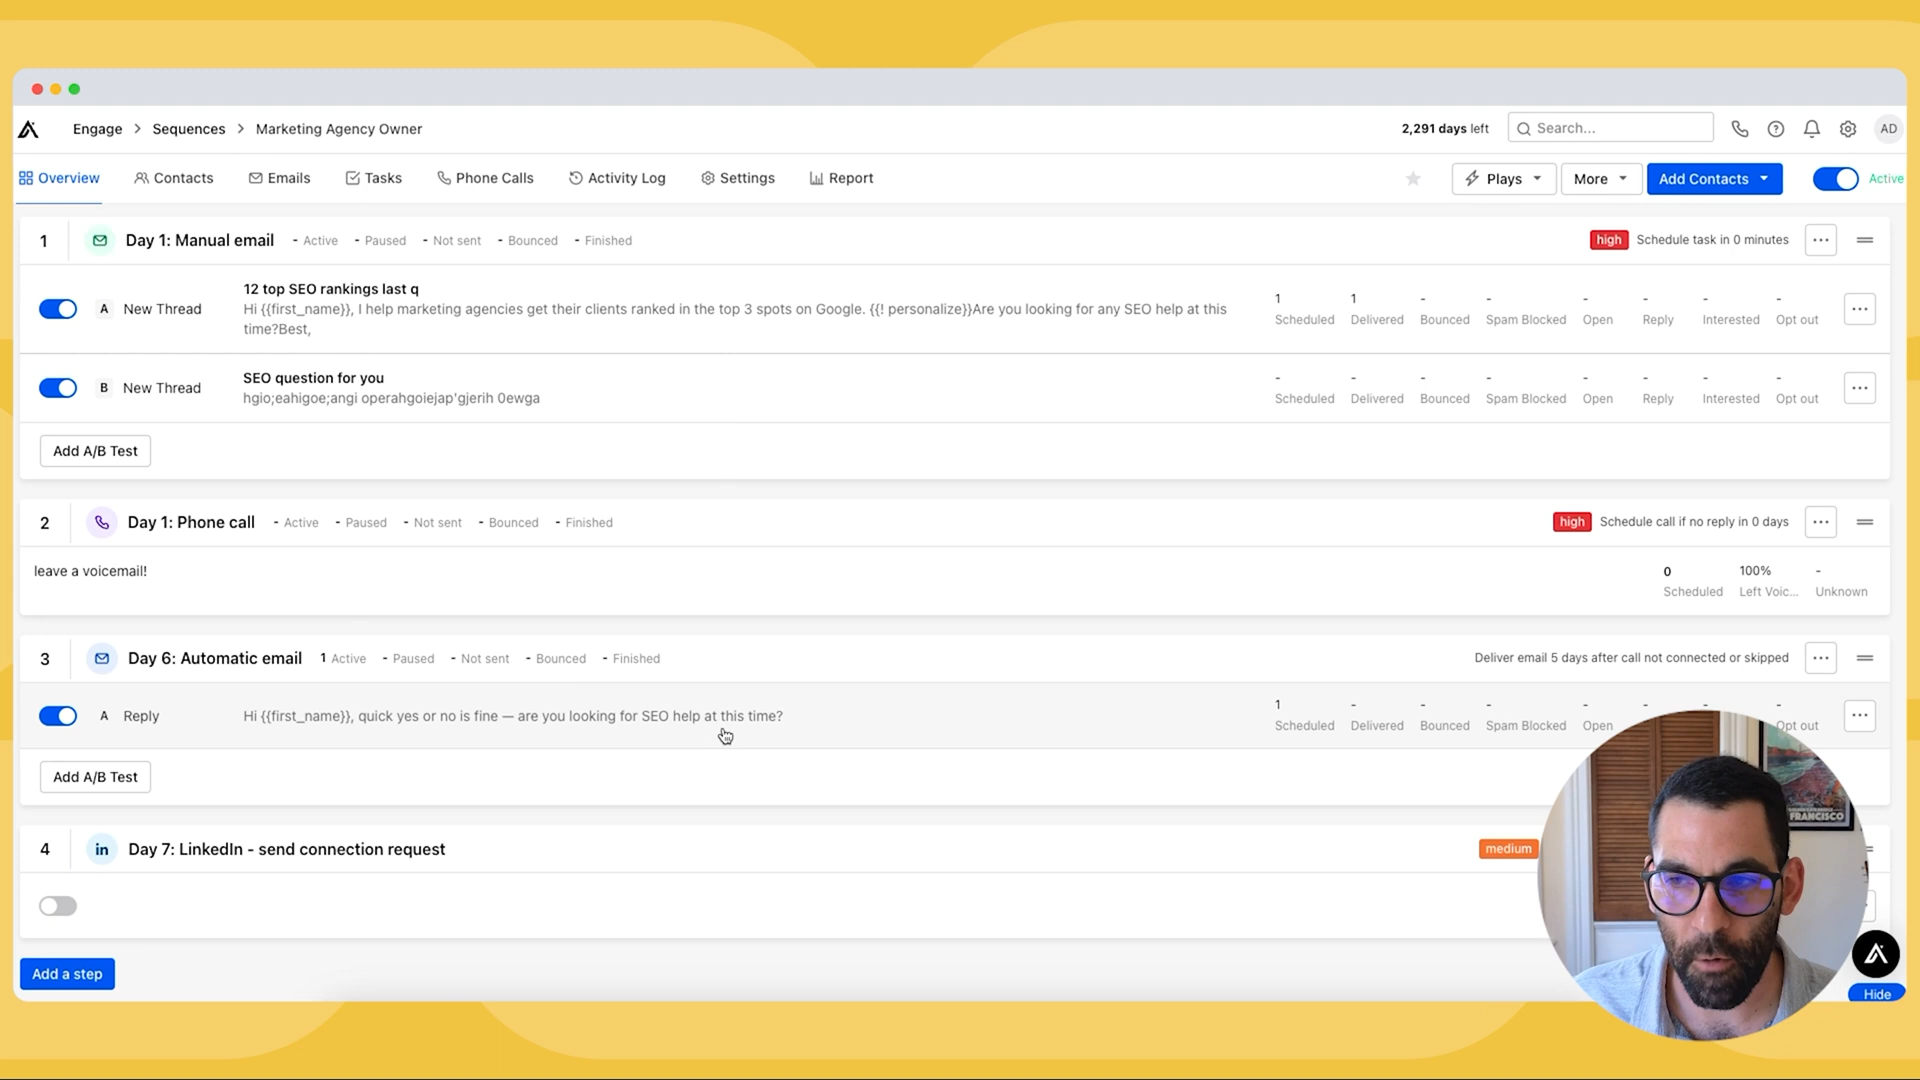 Engage > Sequences > Marketing Agency Owner
2,291 days left
Search...
AD
Overview
Contacts
Emails
Tasks
Phone Calls
Activity Log
Settings
Report
Plays
More
Add Contacts
Active
1 Day 1: Manual email - Active - Paused - Not sent - Bounced - Finished
high Schedule task in 0 minutes
A New Thread
12 top SEO rankings last q
Hi {{first_name}}, I help marketing agencies get their clients ranked in the top 3 spots on Google. {{! personalize}}Are you looking for any SEO help at this
time?Best,
1 1 - - - - - -
Scheduled Delivered Bounced Spam Blocked Open Reply Interested Opt out
B New Thread
SEO question for you
hgio;eahigoe;angi operahgoiejap'gjerih 0ewga
- - - - - - - -
Scheduled Delivered Bounced Spam Blocked Open Reply Interested Opt out
Add A/B Test
2 Day 1: Phone call - Active - Paused - Not sent - Bounced - Finished
high Schedule call if no reply in 0 days
leave a voicemail!
0 100% -
Scheduled Left Voic... Unknown
3 Day 6: Automatic email 1 Active - Paused - Not sent - Bounced - Finished
Deliver email 5 days after call not connected or skipped
A Reply
Hi {{first_name}}, quick yes or no is fine — are you looking for SEO help at this time?
1 - - - - - - -
Scheduled Delivered Bounced Spam Blocked Open Opt out
Add A/B Test
4 in Day 7: LinkedIn - send connection request
medium
Add a step
FRANCISCO
Hide